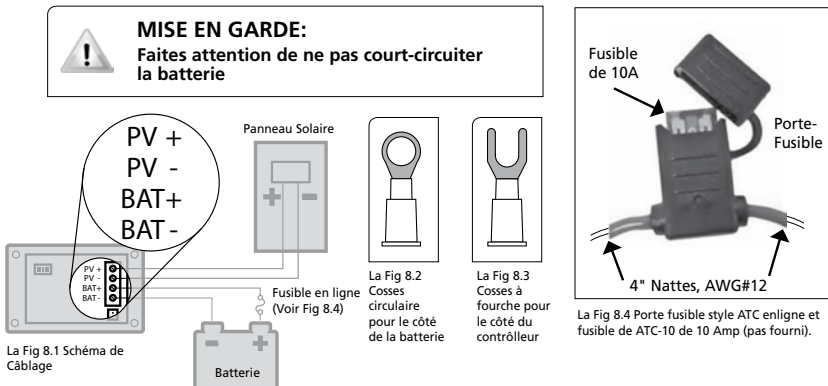 MISE EN GARDE:
Faites attention de ne pas court-circuiter
la batterie
PV +
PV -
BAT+
BAT -
PV +
PV -
BAT+
BAT -
Panneau Solaire
+ −
Fusible en ligne
(Voir Fig 8.4)
− +
Batterie
La Fig 8.1 Schéma de
Câblage
La Fig 8.2
Cosses
circulaire
pour le côté
de la batterie
La Fig 8.3
Cosses à
fourche pour
le côté du
contrôlleur
Fusible
de 10A
Porte-
Fusible
4" Nattes, AWG#12
La Fig 8.4 Porte fusible style ATC enligne et
fusible de ATC-10 de 10 Amp (pas fourni).